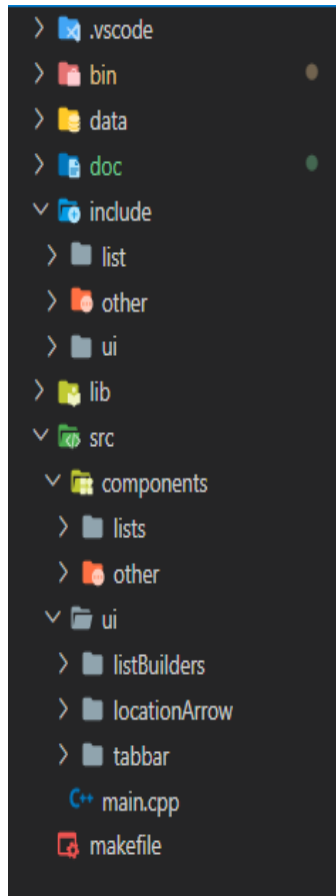 .vscode
bin
data
doc
include
list
other
ui
lib
src
components
lists
other
ui
listBuilders
locationArrow
tabbar
C++ main.cpp
makefile